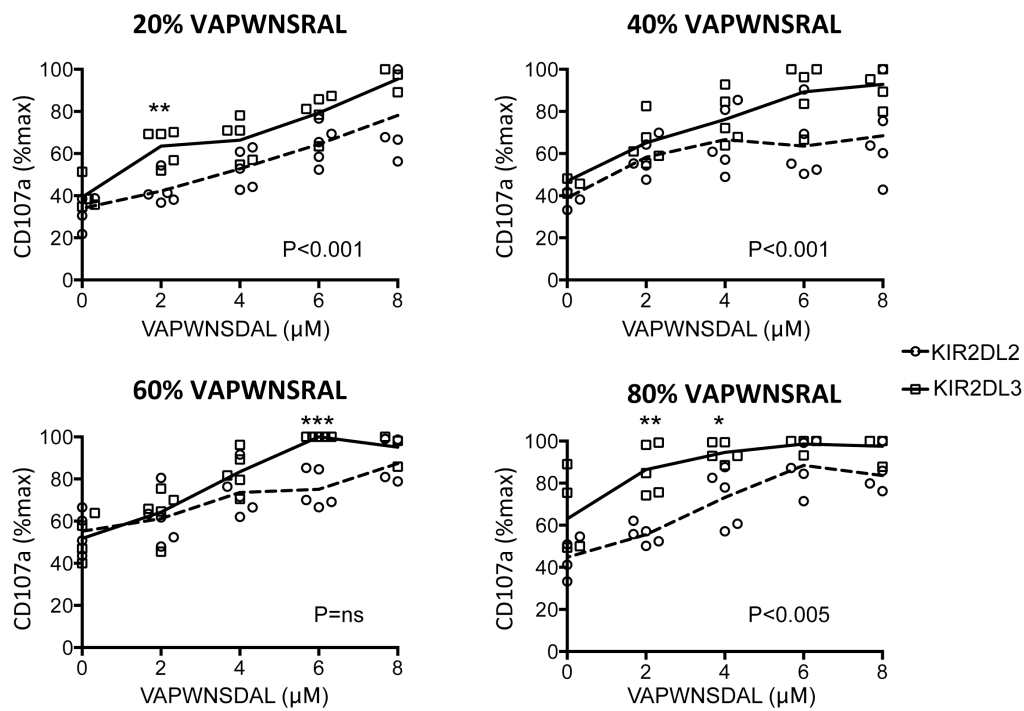 20% VAPWNSRAL
CD107a (%max)
100
80
60
40
20
0
**
P<0.001
0 2 4 6 8
VAPWNSDAL (µM)
40% VAPWNSRAL
CD107a (%max)
100
80
60
40
20
0
P<0.001
0 2 4 6 8
VAPWNSDAL (µM)
KIR2DL2
KIR2DL3
60% VAPWNSRAL
CD107a (%max)
100
80
60
40
20
0
***
P=ns
0 2 4 6 8
VAPWNSDAL (µM)
80% VAPWNSRAL
CD107a (%max)
100
80
60
40
20
0
** *
P<0.005
0 2 4 6 8
VAPWNSDAL (µM)